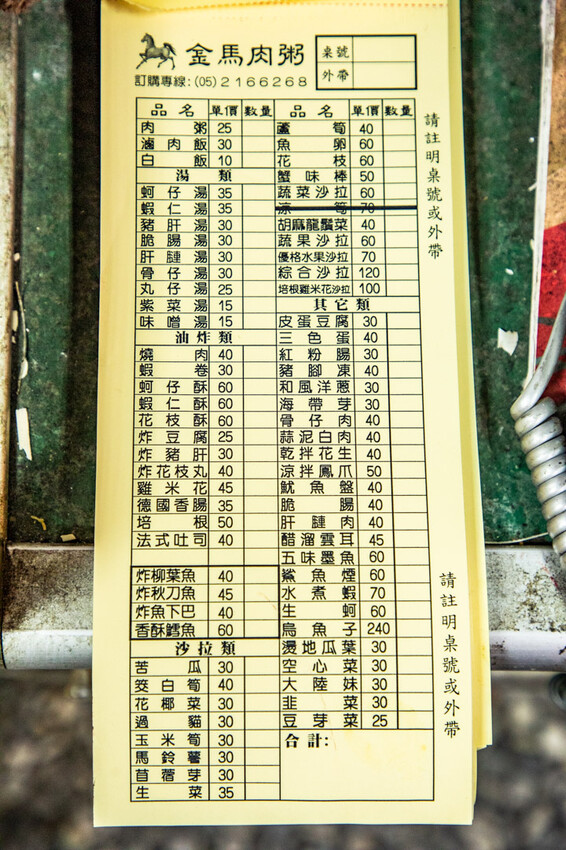 金馬肉粥
訂購專線:(05)2166268
桌號
外帶
品名 單價 數量
肉粥 25
滷肉飯 30
白飯 10
湯類
蚵仔湯 35
蝦仁湯 35
豬肝湯 30
脆腸湯 30
肝腱湯 30
骨仔湯 30
丸仔湯 25
紫菜湯 15
味噌湯 15
油炸類
燒肉 40
蝦卷 30
蚵仔酥 60
蝦仁酥 60
花枝酥 60
炸豆腐 25
炸豬肝 30
炸花枝丸 40
雞米花 45
德國香腸 35
培根 50
法式吐司 40
炸柳葉魚 40
炸秋刀魚 45
炸魚下巴 40
香酥鱈魚 60
沙拉類
苦瓜 30
筊白筍 40
花椰菜 30
過貓 30
玉米筍 30
馬鈴薯 30
苜蓿芽 30
生菜 35
品名 單價 數量
蘆筍 40
魚卵 60
花枝 60
蟹味棒 50
蔬菜沙拉 60
涼筍 70
胡麻龍鬚菜 40
蔬果沙拉 60
優格水果沙拉 70
綜合沙拉 120
培根雞米花沙拉 100
其它類
皮蛋豆腐 30
三色蛋 40
紅粉腸 30
豬腳凍 40
和風洋蔥 30
海帶芽 30
骨仔肉 40
蒜泥白肉 40
乾拌花生 40
涼拌鳳爪 50
魷魚盤 40
脆腸 40
肝腱肉 40
醋溜雲耳 45
五味墨魚 60
鯊魚煙 60
水煮蝦 70
生蚵 60
烏魚子 240
燙地瓜葉 30
空心菜 30
大陸妹 30
韭菜 30
豆芽菜 25
合計:
請註明桌號或外帶
請註明桌號或外帶